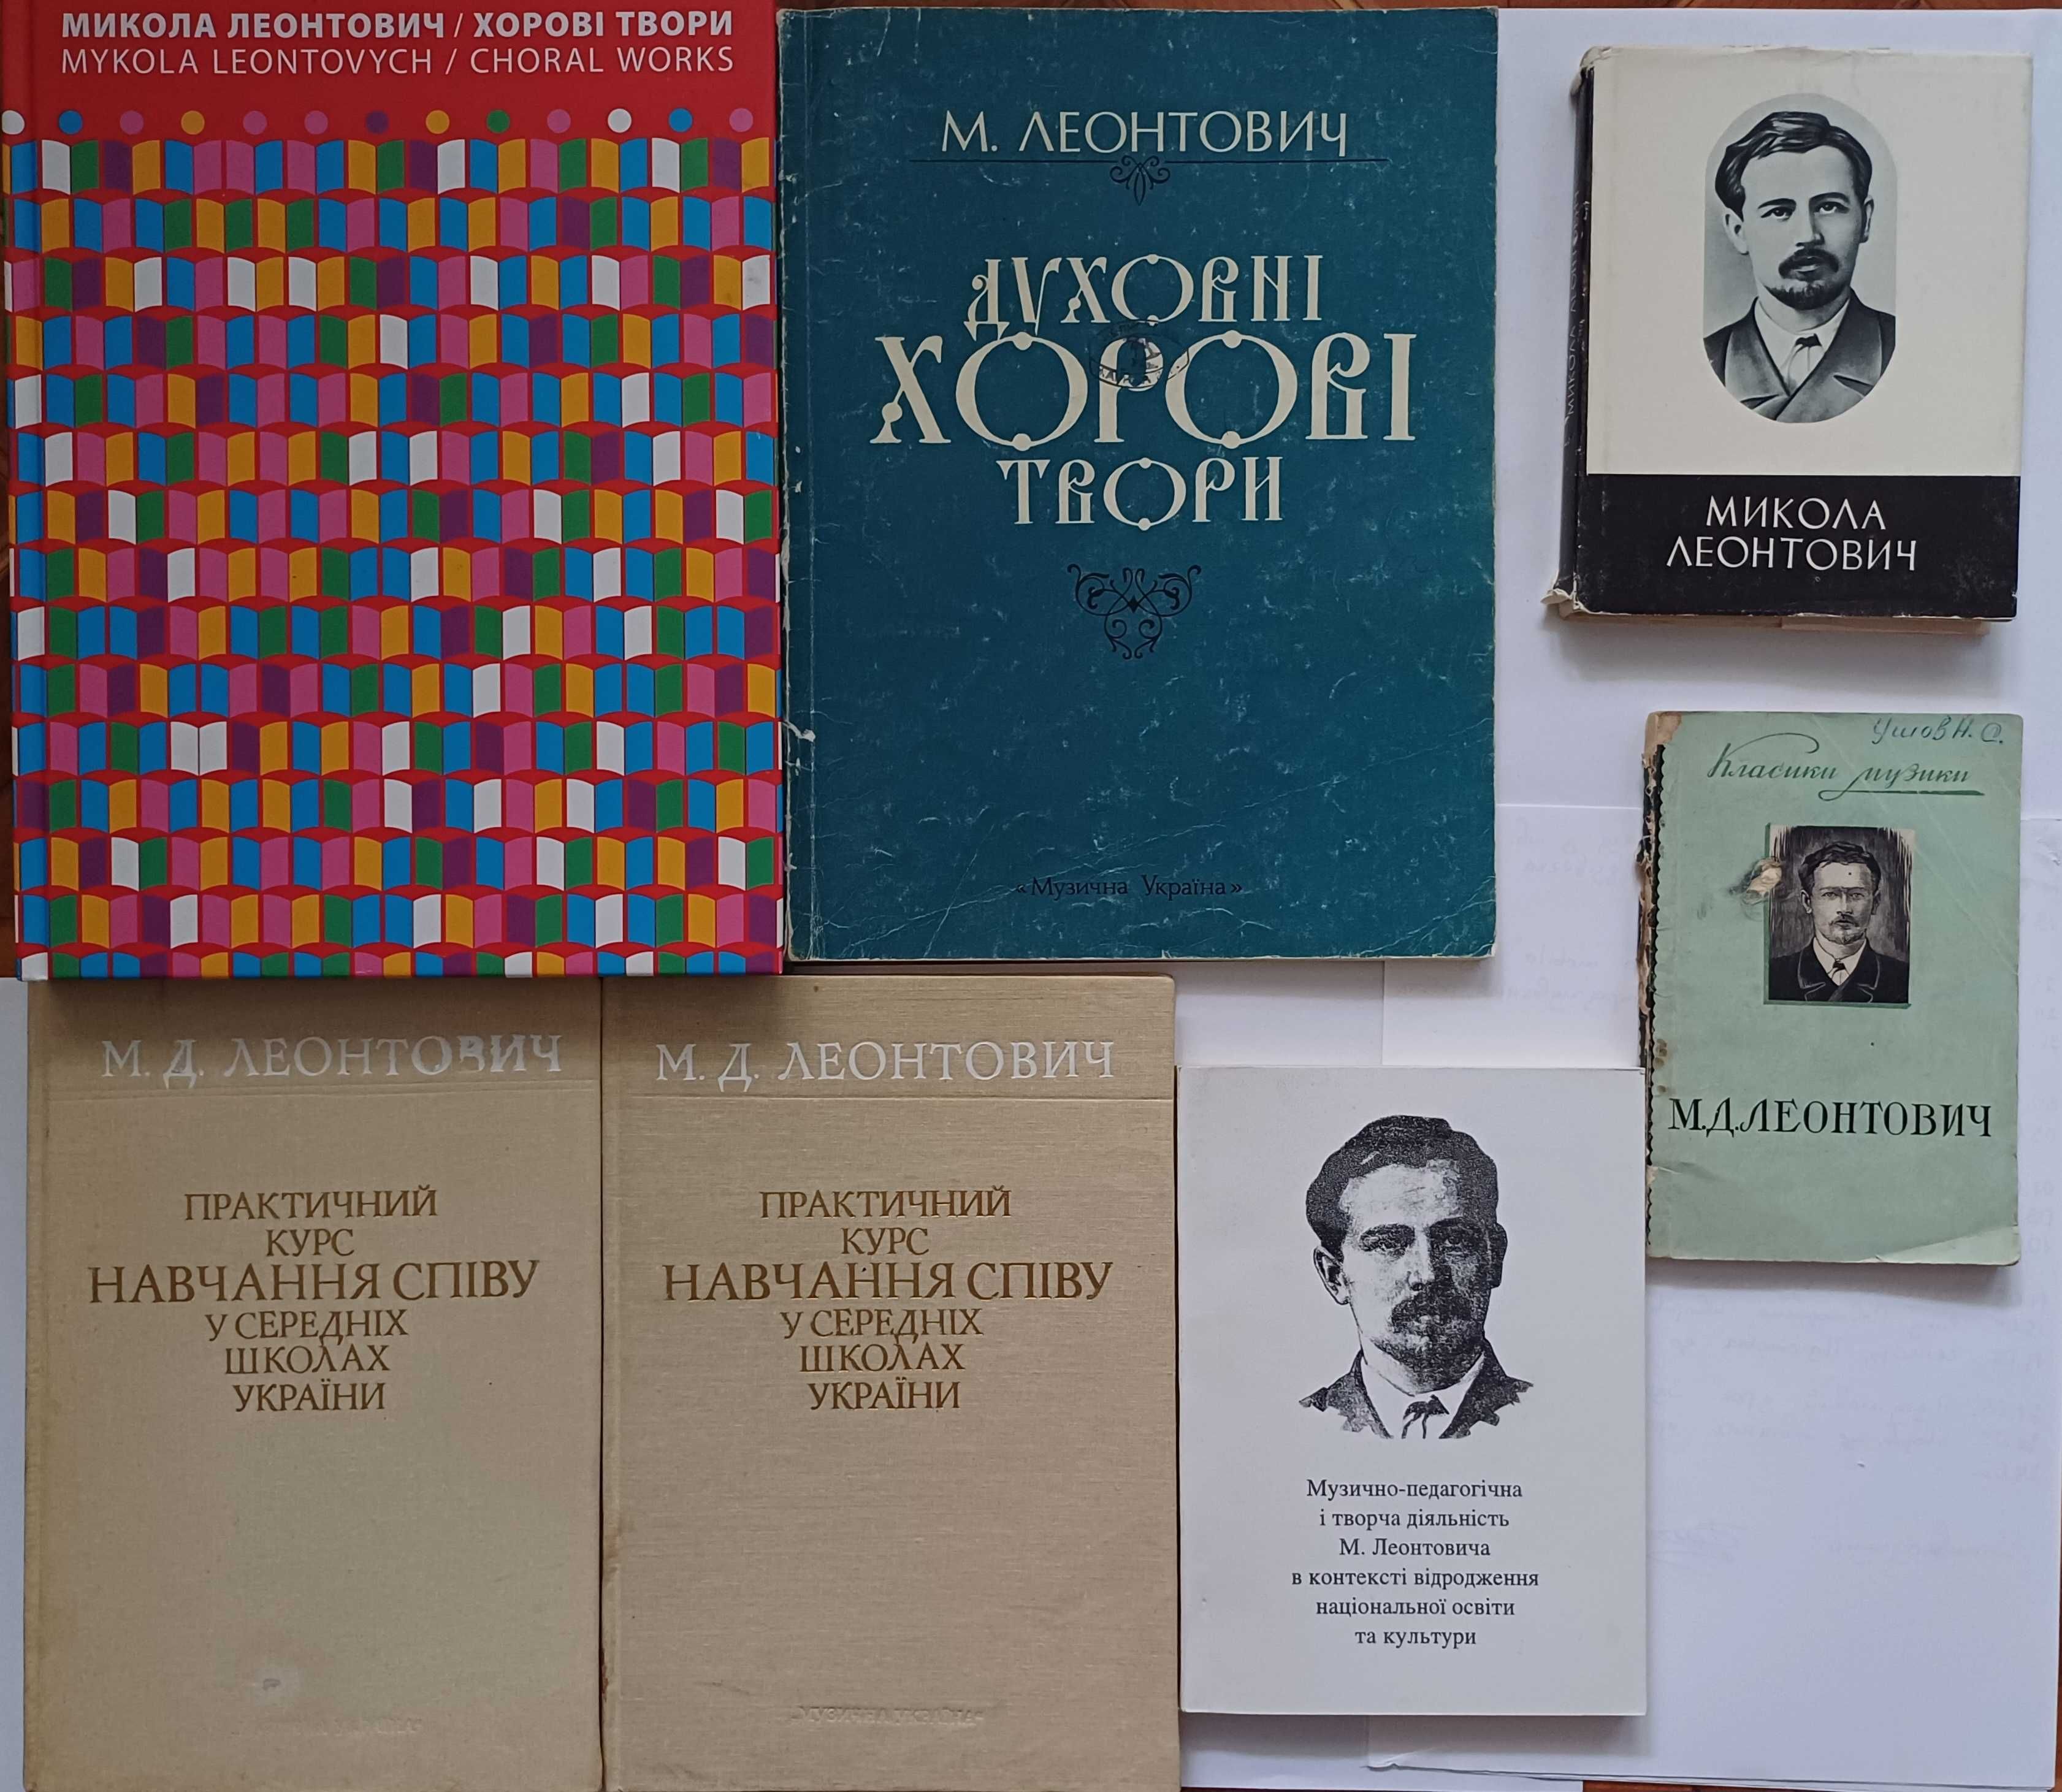 МИКОЛА ЛЕОНТОВИЧ / ХОРОВІ ТВОРИ
MYKOLA LEONTOVYCH / CHORAL WORKS
М. ЛЕОНТОВИЧ
ДУХОВНІ
ХОРОВІ
ТВОРИ
«Музична Україна»
МИКОЛА
ЛЕОНТОВИЧ
Класики музики
М.Д.ЛЕОНТОВИЧ
М. Д. ЛЕОНТОВИЧ
ПРАКТИЧНИЙ
КУРС
НАВЧАННЯ СПІВУ
У СЕРЕДНІХ
ШКОЛАХ
УКРАЇНИ
М. Д. ЛЕОНТОВИЧ
ПРАКТИЧНИЙ
КУРС
НАВЧАННЯ СПІВУ
У СЕРЕДНІХ
ШКОЛАХ
УКРАЇНИ
«МУЗИЧНА УКРАЇНА»
Музично-педагогічна
і творча діяльність
М. Леонтовича
в контексті відродження
національної освіти
та культури